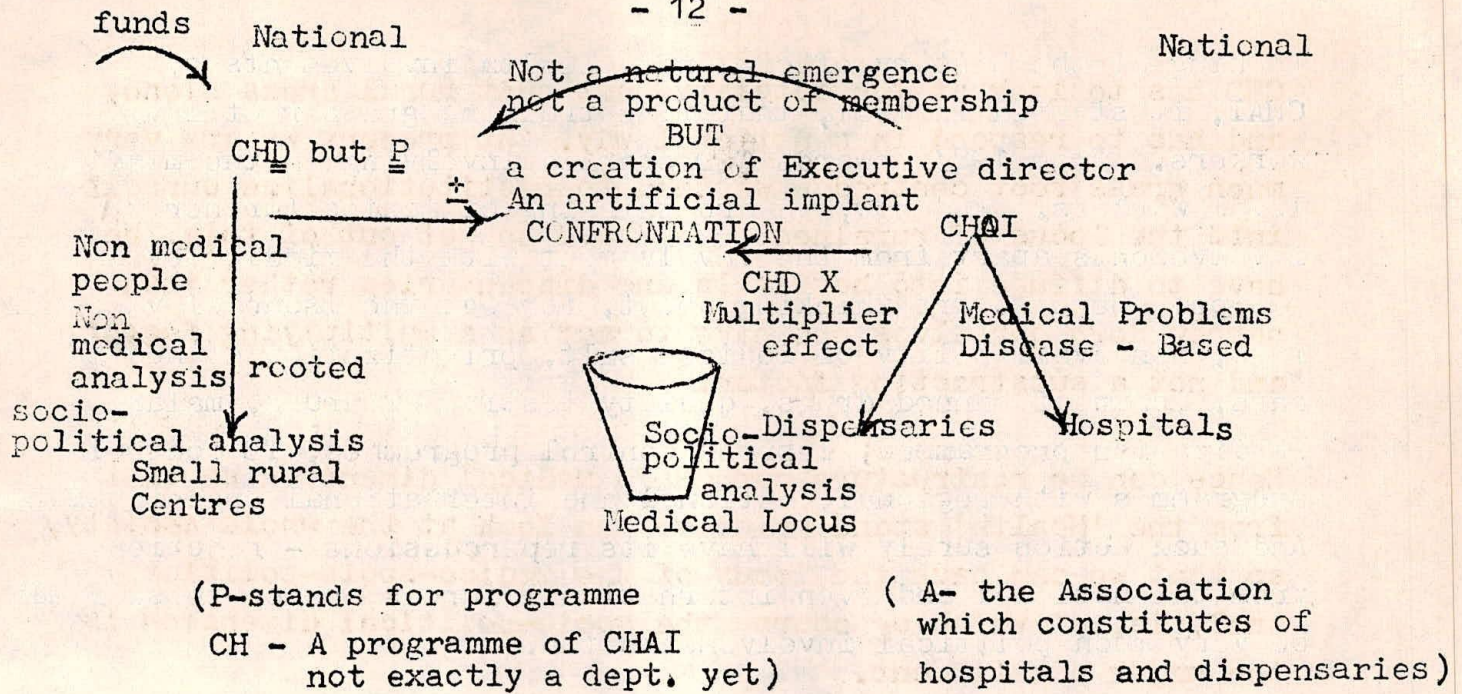 - 12 -
funds
National
National
Not a natural emergence
not a product of membership
BUT
a creation of Executive director
An artificial implant
CONFRONTATION
CHD but P
+
-
Non medical
people
Non
medical
analysis
rooted
socio-
political analysis
Small rural
Centres
CHD X
Multiplier
effect
Socio-
political
analysis
Medical Locus
CHAI
Medical Problems
Disease - Based
Dispensaries
Hospitals
(P-stands for programme
CH - A programme of CHAI
not exactly a dept. yet)
( A- the Association
which constitutes of
hospitals and dispensaries)